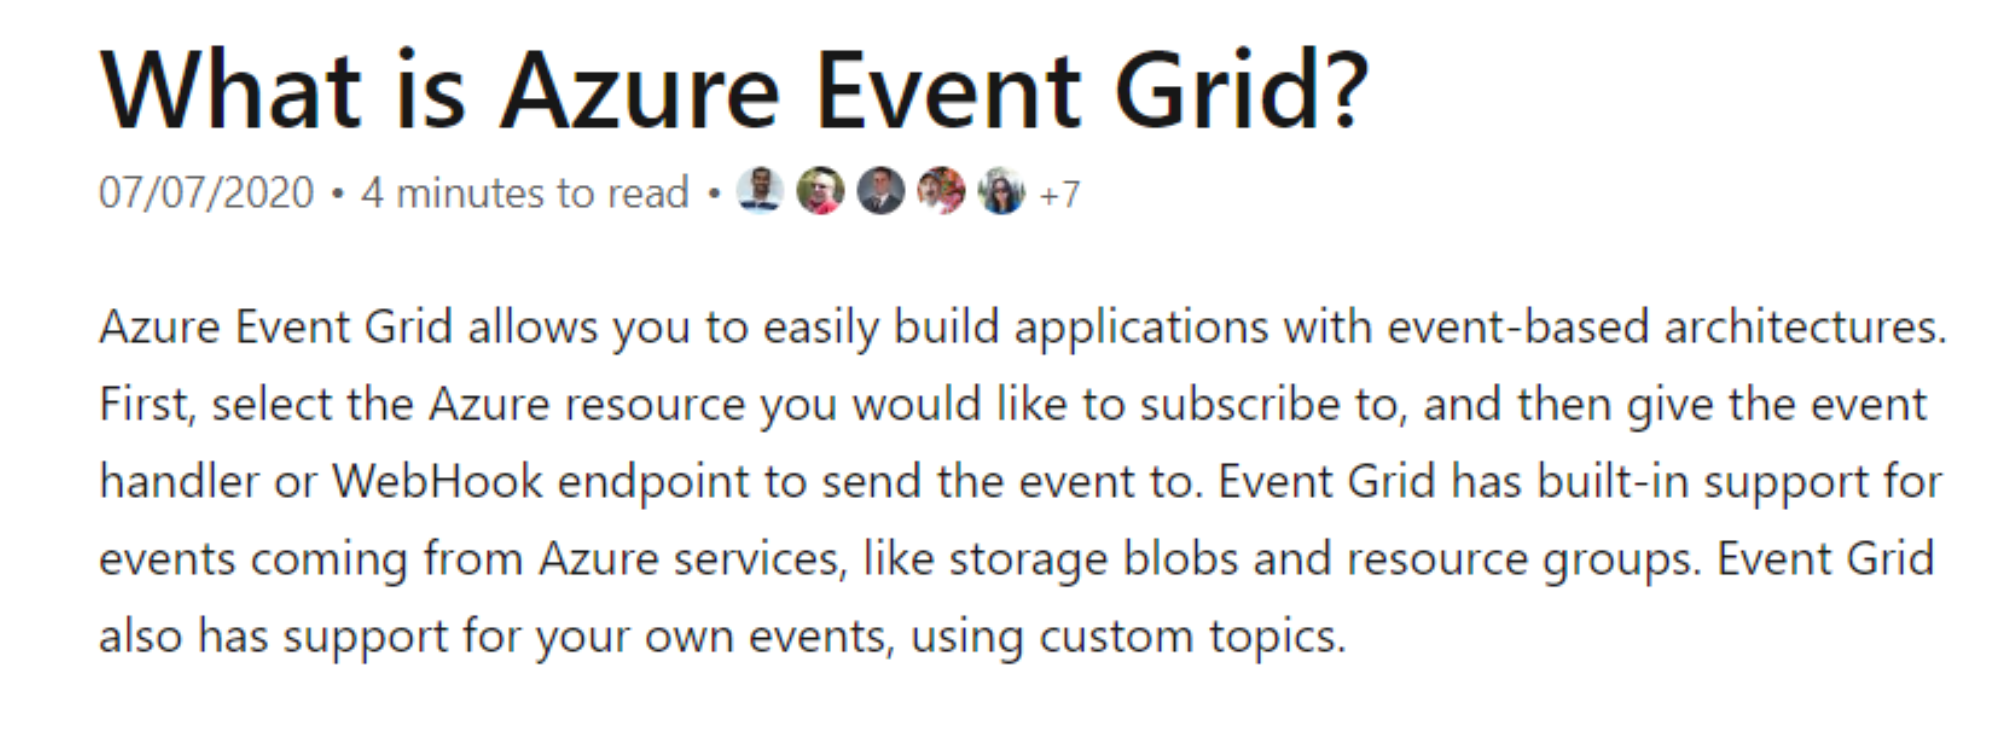 What is Azure Event Grid?
07/07/2020 • 4 minutes to read • +7
Azure Event Grid allows you to easily build applications with event-based architectures.
First, select the Azure resource you would like to subscribe to, and then give the event
handler or WebHook endpoint to send the event to. Event Grid has built-in support for
events coming from Azure services, like storage blobs and resource groups. Event Grid
also has support for your own events, using custom topics.